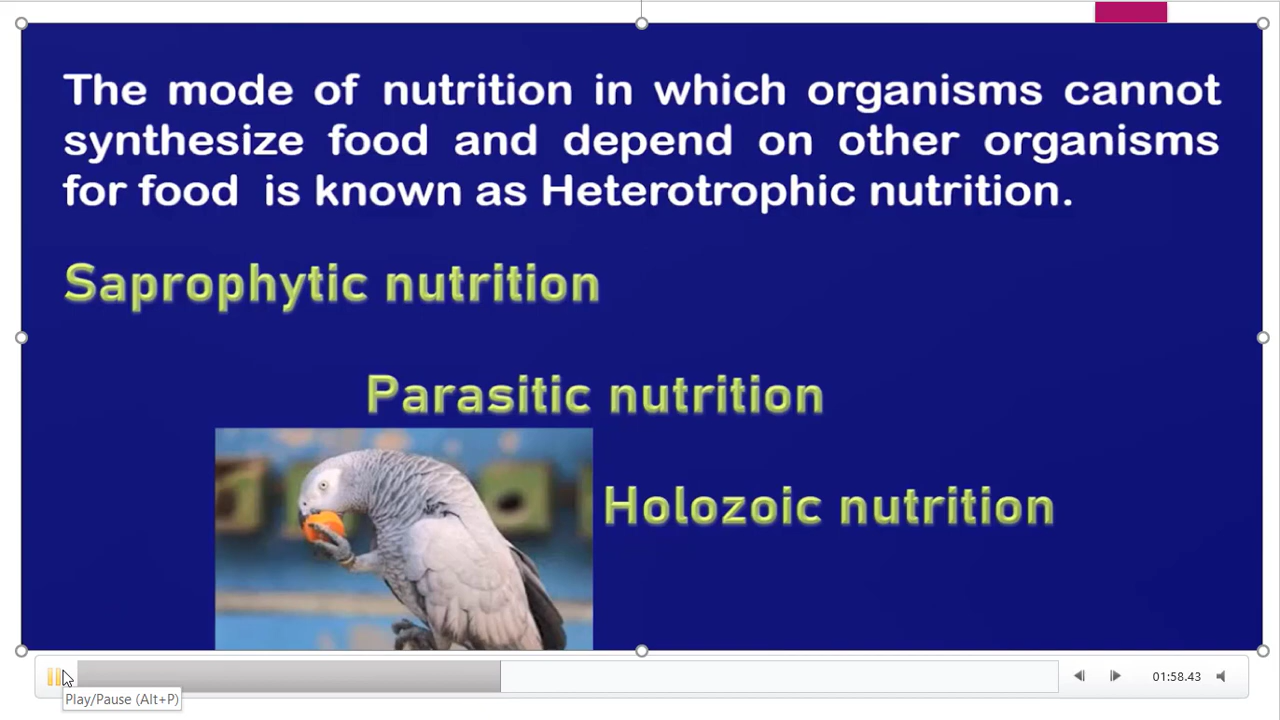 The mode of nutrition in which organisms cannot
synthesize food and depend on other organisms
for food is known as Heterotrophic nutrition.
Saprophytic nutrition
Parasitic nutrition
Holozoic nutrition
01:58.43
Play/Pause (Alt+P)